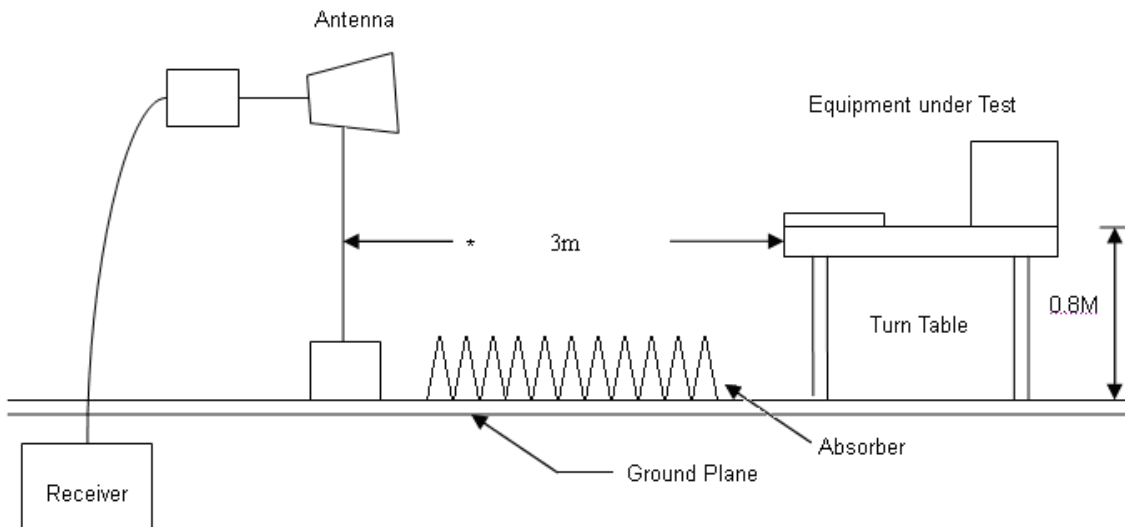 Antenna
Equipment under Test
* 3m
0.8M
Turn Table
Absorber
Ground Plane
Receiver